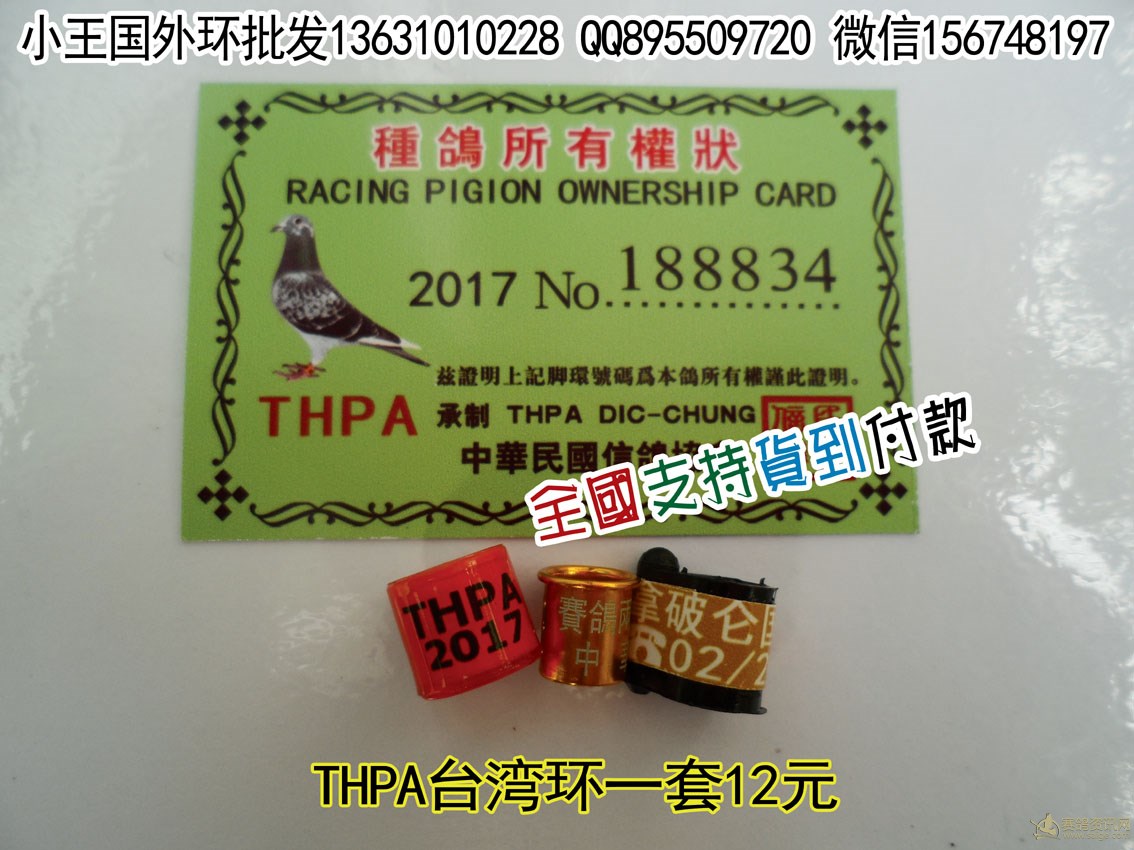 小王国外环批发13631010228 QQ895509720 微信156748197
種鴿所有權狀
RACING PIGION OWNERSHIP CARD
2017 No.188834
茲證明上記脚環號碼爲本鴿所有權謹此證明。
THPA 承制 THPA DIC-CHUNG
中華民國信鴿
全國支持貨到付款
THPA
2017
賽鴿
中
拿破仑国
☎02/2
THPA台湾环一套12元